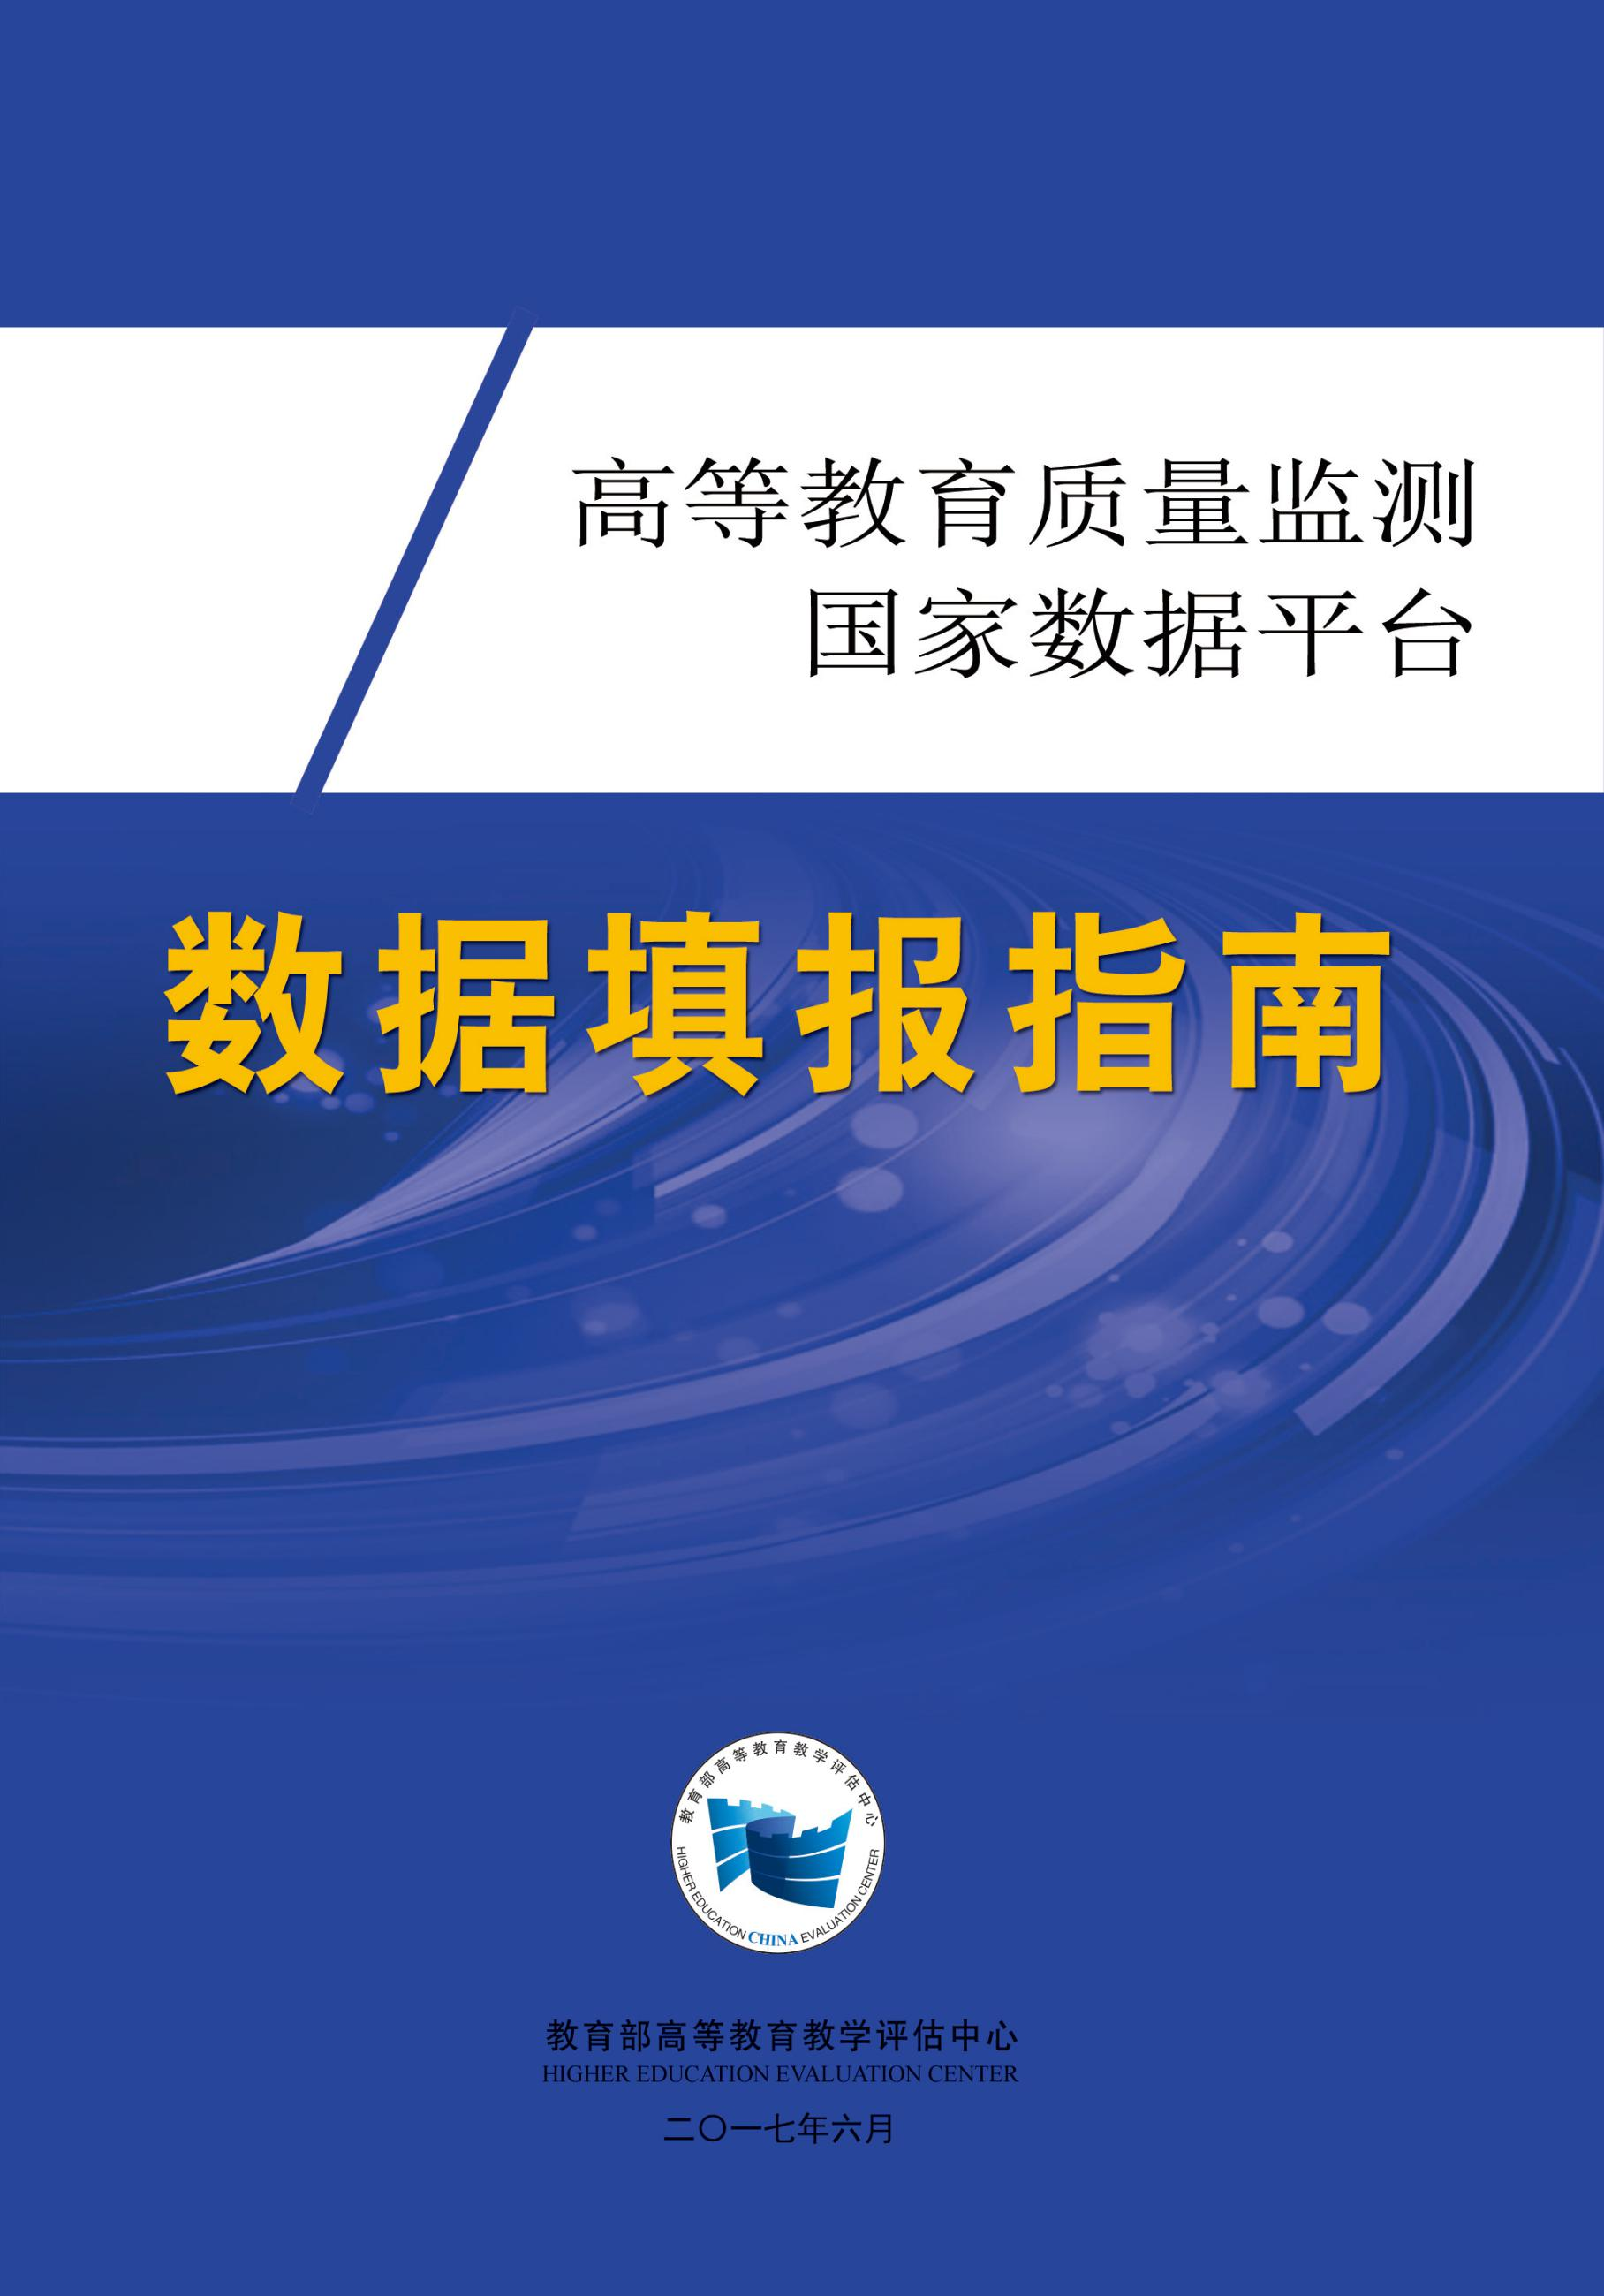 高等教育质量监测
国家数据平台
数据填报指南
教育部高等教育教学评估中心
HIGHER EDUCATION CHINA EVALUATION CENTER
教育部高等教育教学评估中心
HIGHER EDUCATION EVALUATION CENTER
二〇一七年六月